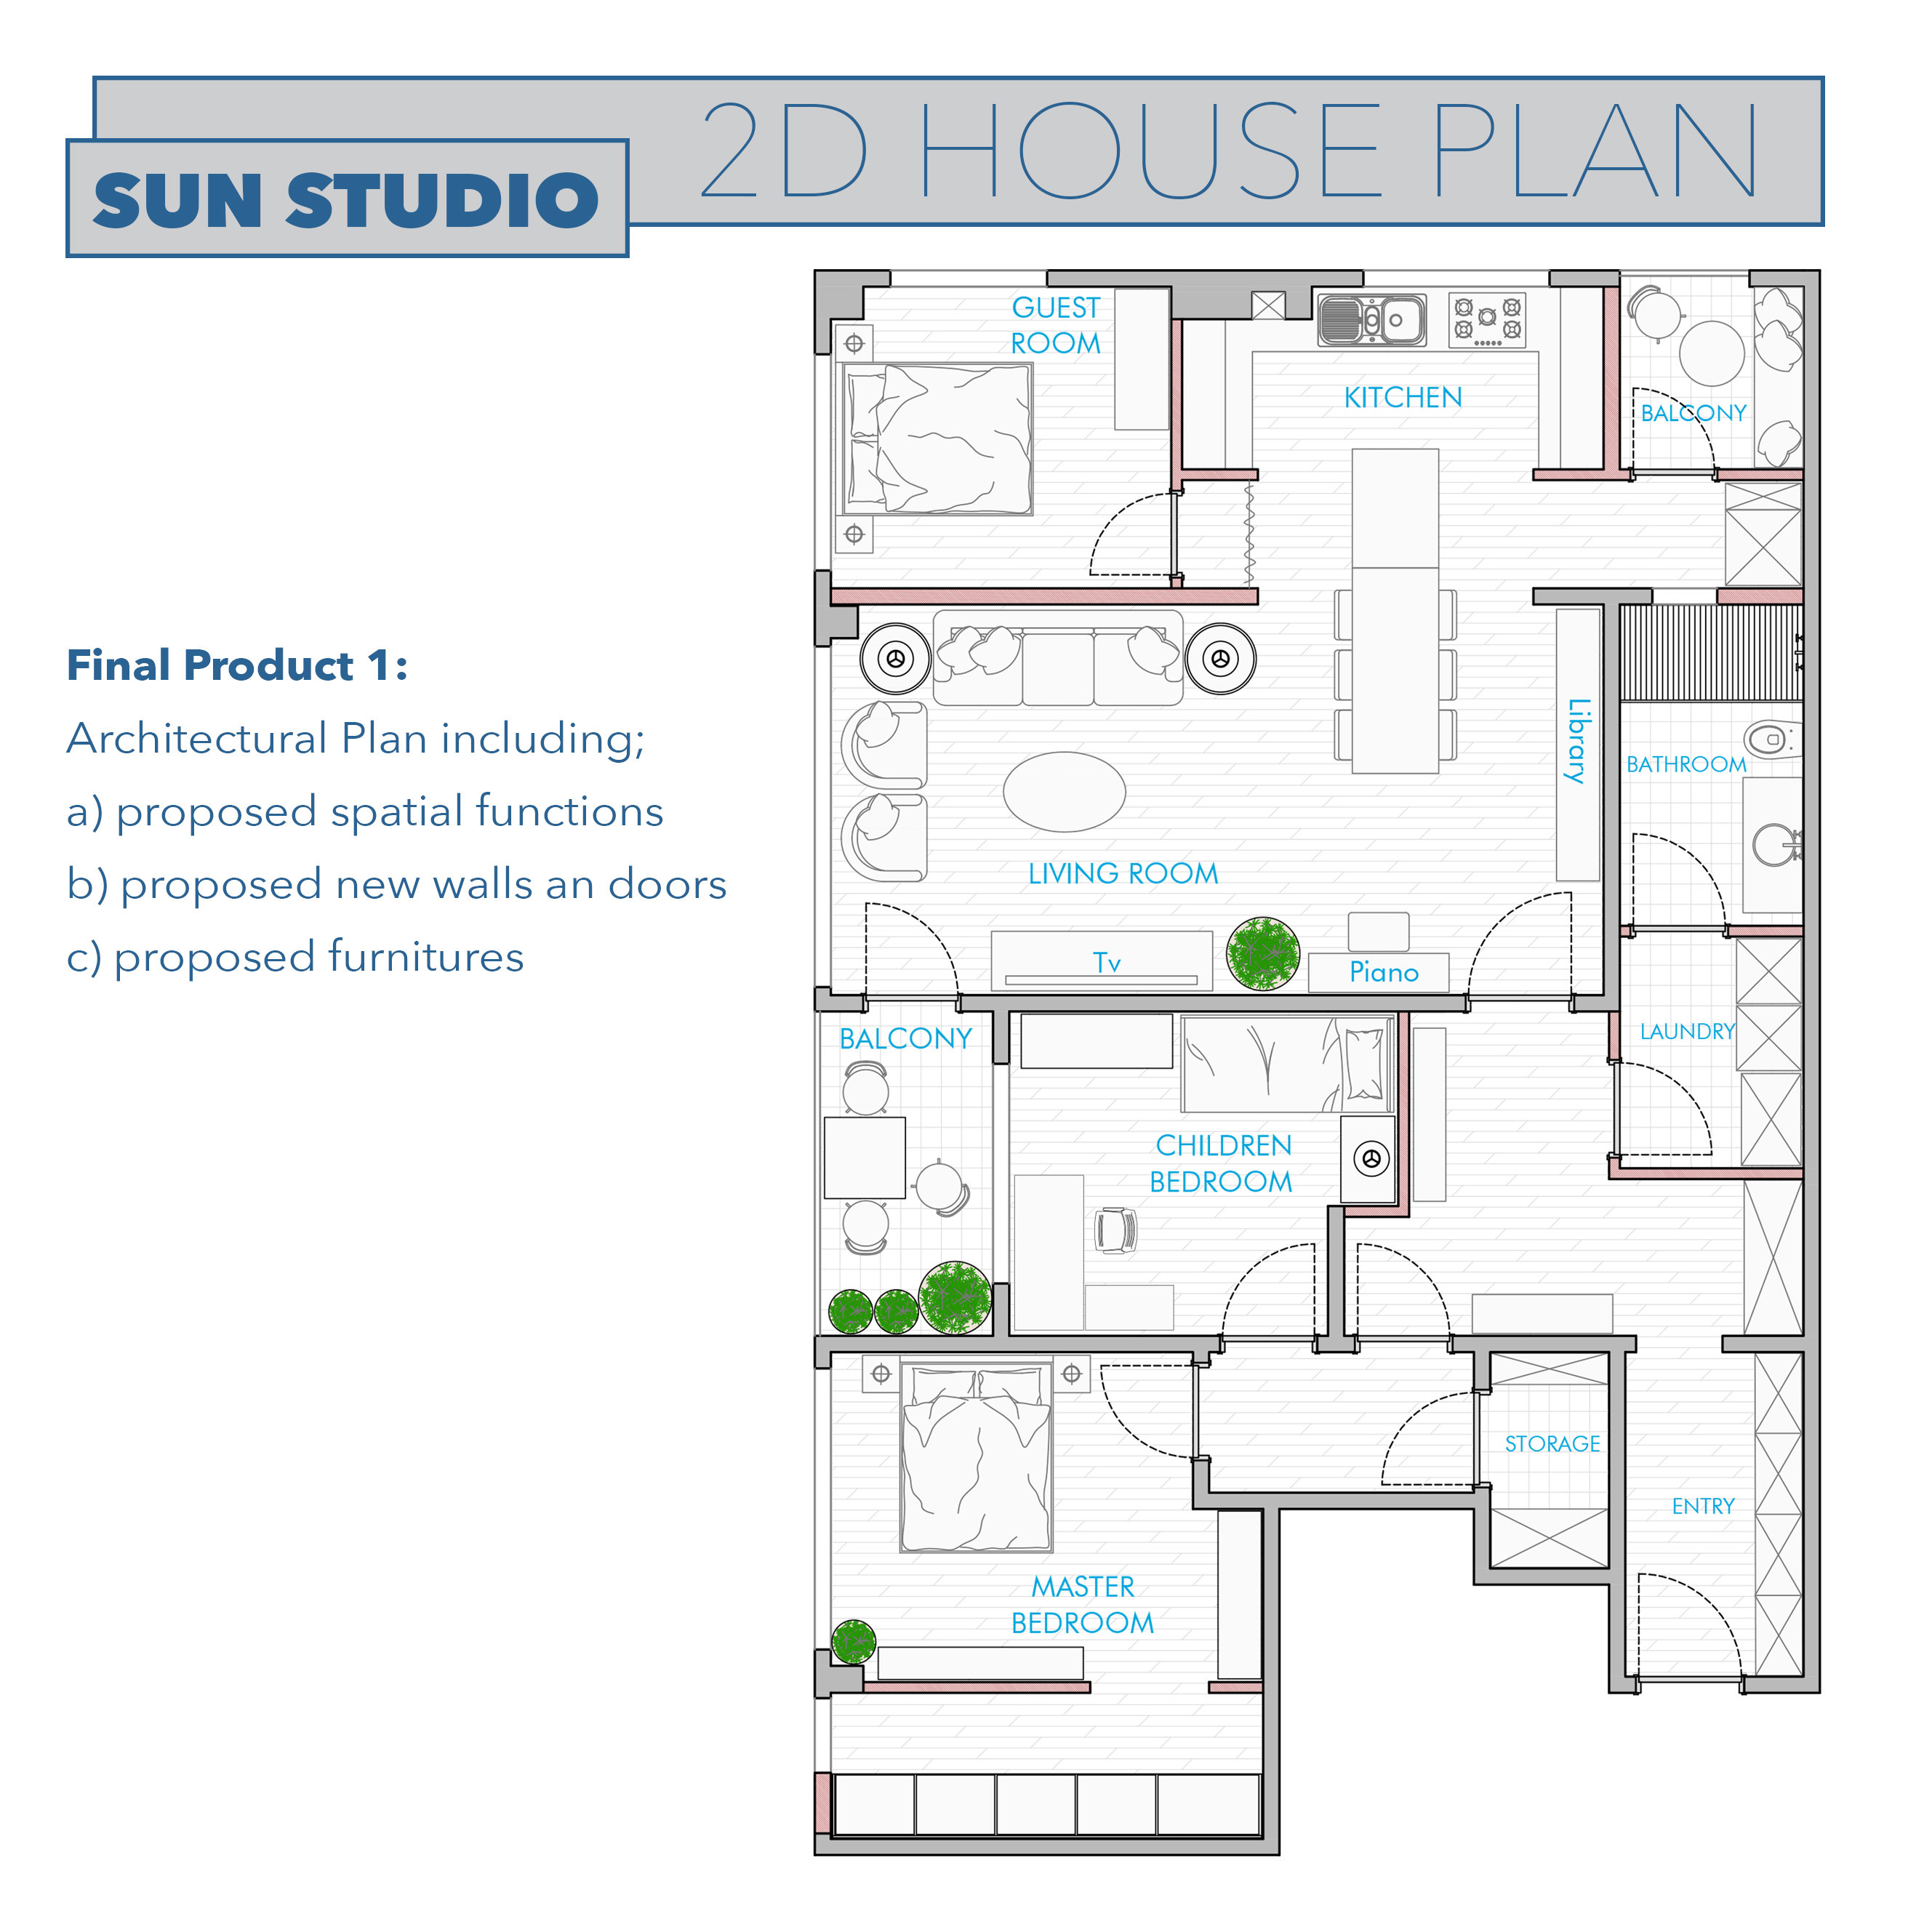 2D HOUSE PLAN
SUN STUDIO
Final Product 1:
Architectural Plan including;
a) proposed spatial functions
b) proposed new walls an doors
c) proposed furnitures
GUEST
ROOM
KITCHEN
BALCONY
Library
BATHROOM
LIVING ROOM
Tv
Piano
BALCONY
LAUNDRY
CHILDREN
BEDROOM
STORAGE
ENTRY
MASTER
BEDROOM